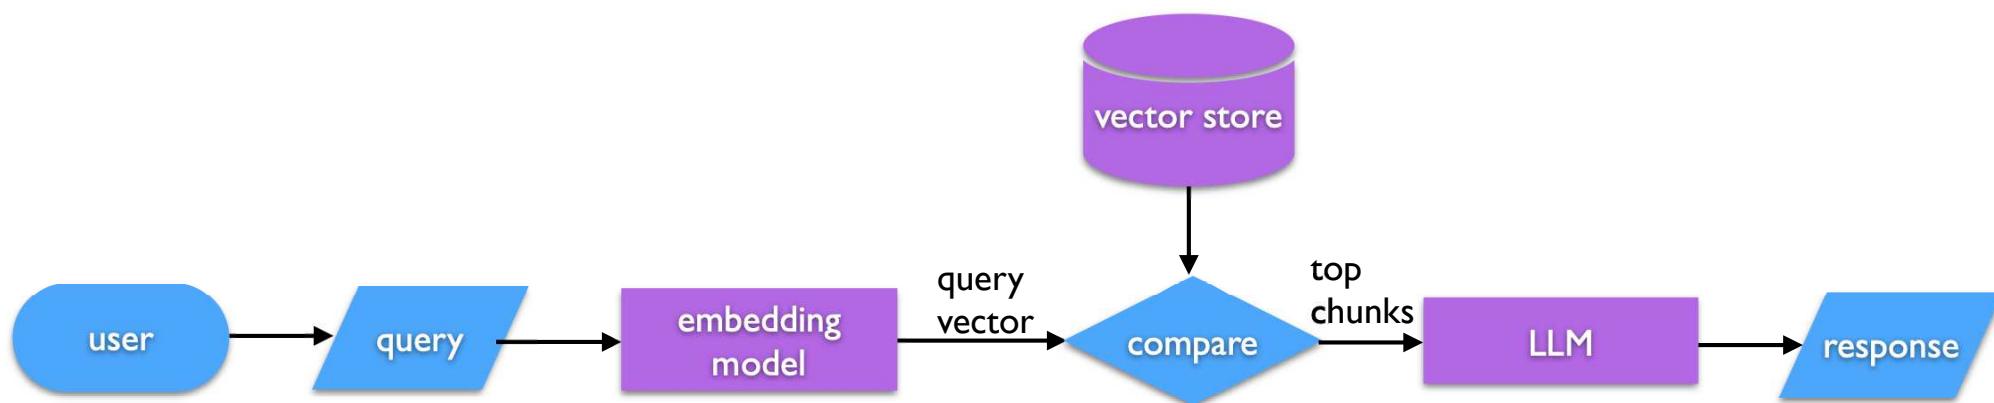 vector store
user
query
embedding
model
query
vector
compare
top
chunks
LLM
response